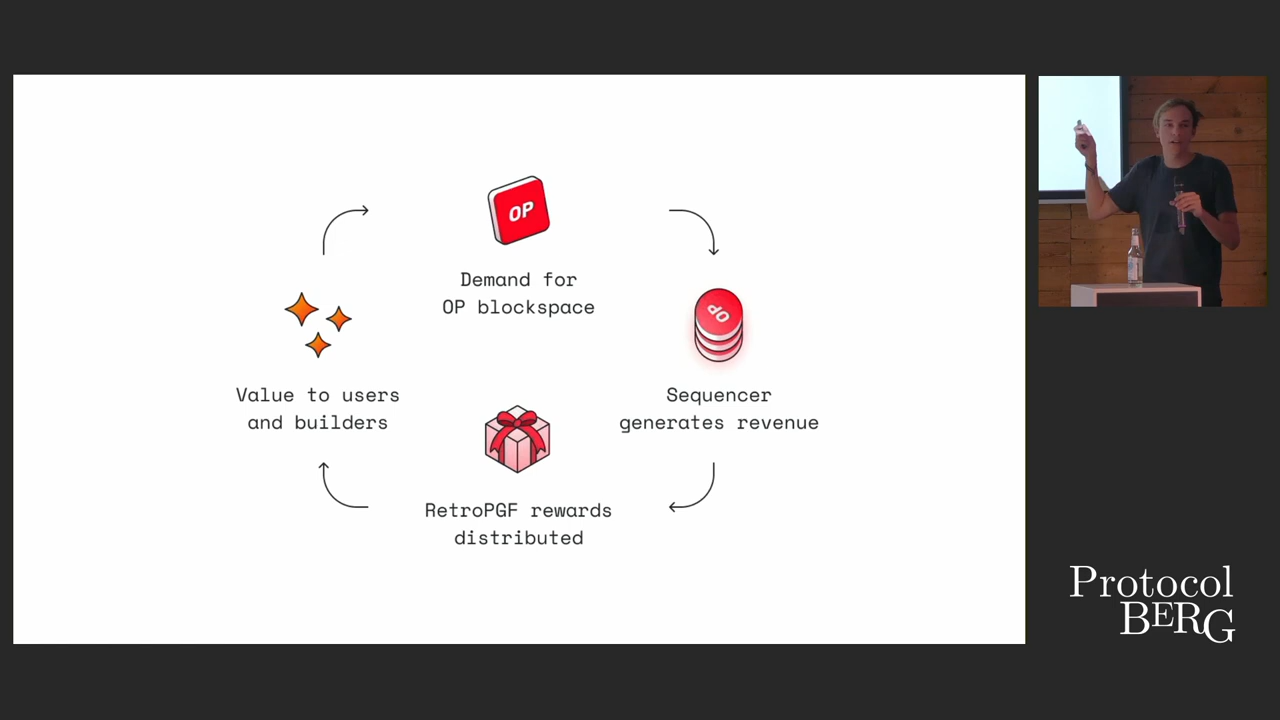 OP
Demand for
OP blockspace
OP
Value to users
and builders
Sequencer
generates revenue
RetroPGF rewards
distributed
Protocol
BERG